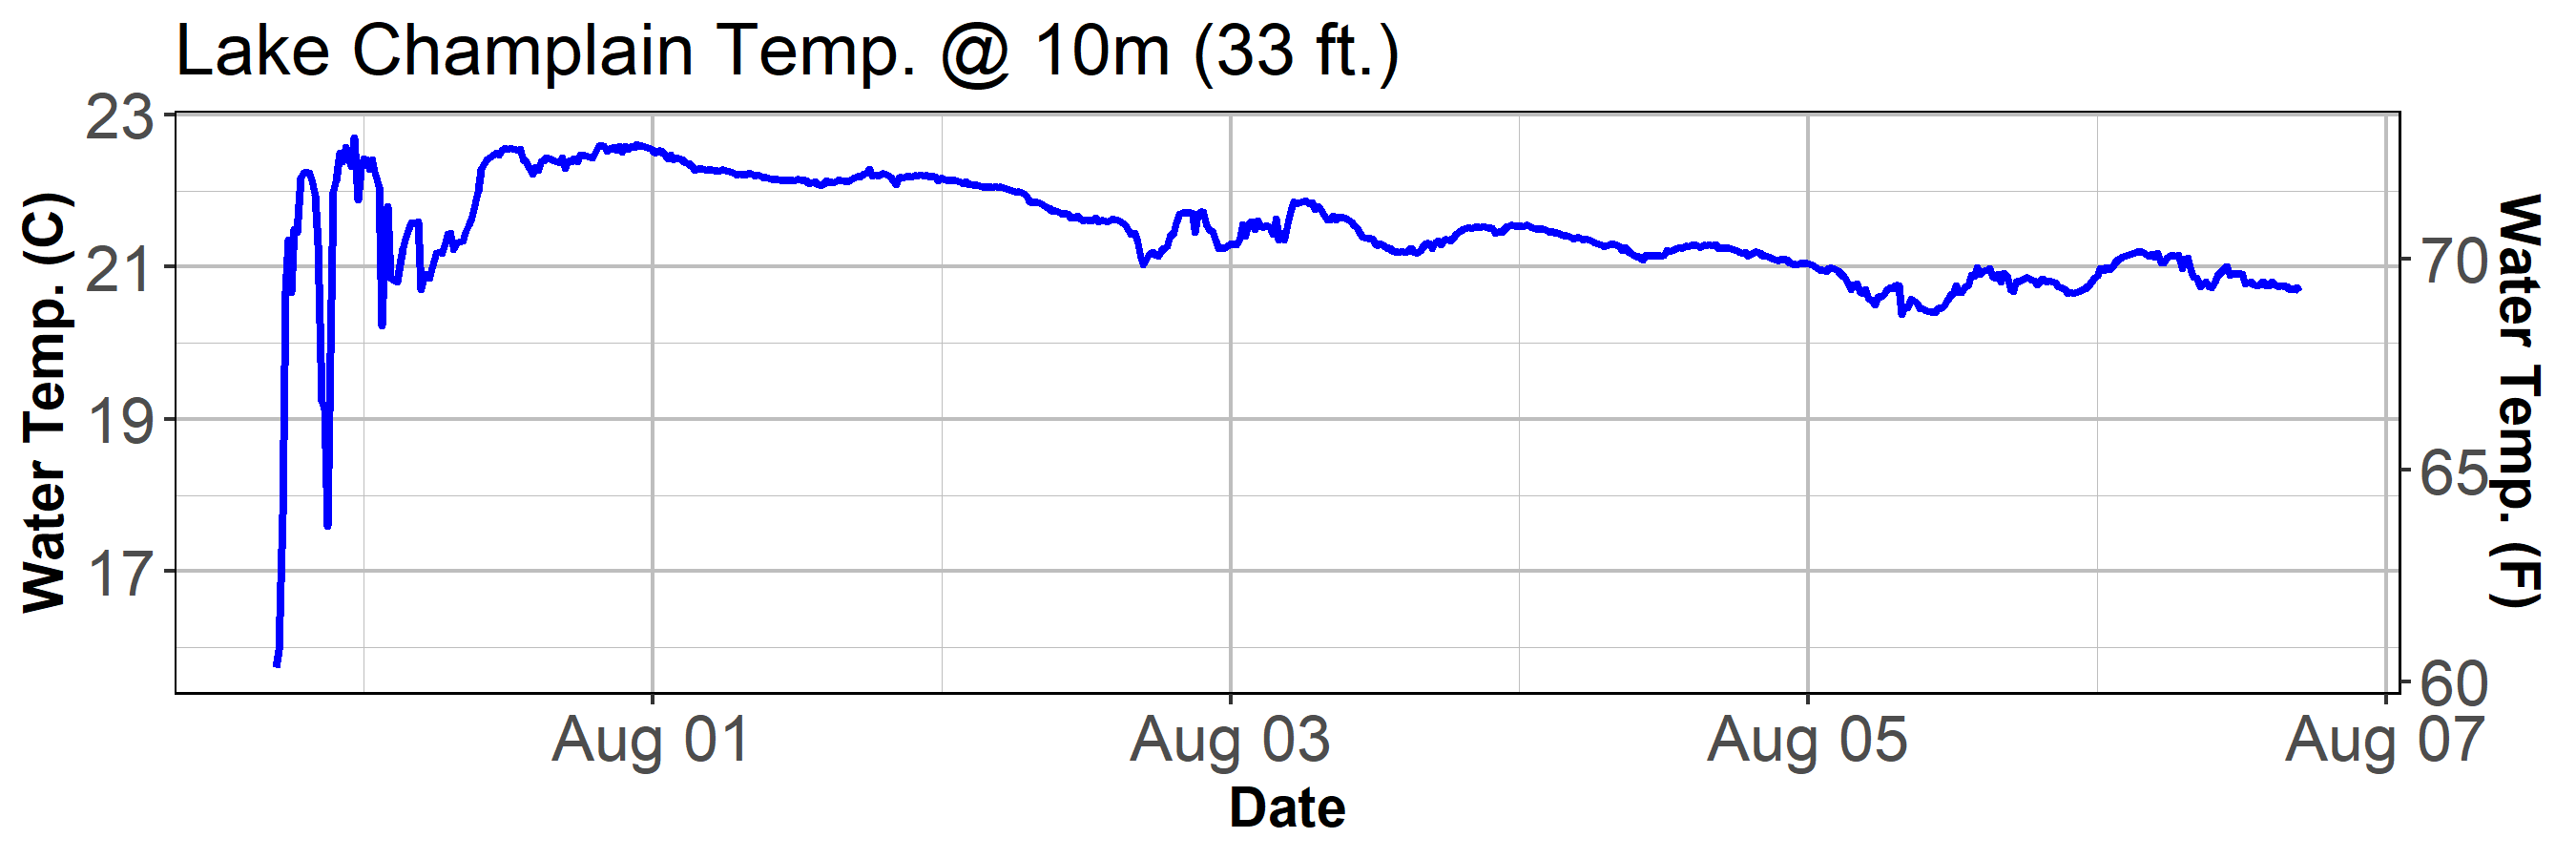 Lake Champlain Temp. @ 10m (33 ft.)
Water Temp. (C)
23
21
19
17
70
65
60
Water Temp. (F)
Aug 01 Aug 03 Aug 05 Aug 07
Date